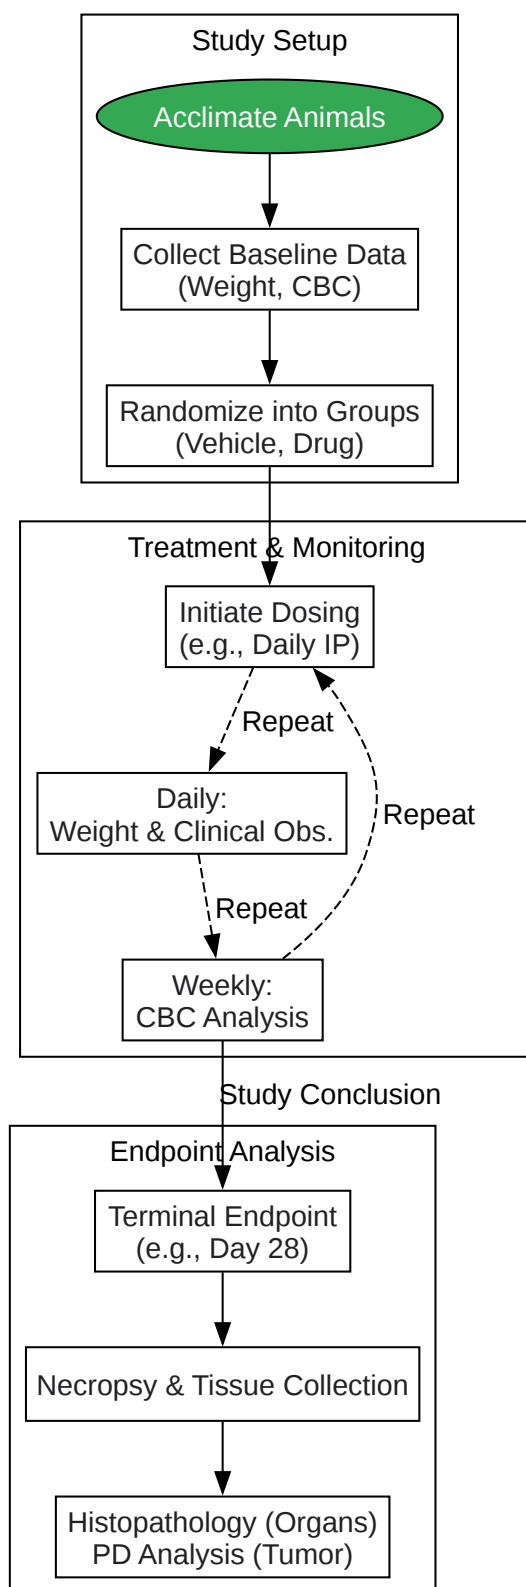 Study Setup
Acclimate Animals
Collect Baseline Data
(Weight, CBC)
Randomize into Groups
(Vehicle, Drug)
Treatment & Monitoring
Initiate Dosing
(e.g., Daily IP)
Repeat
Daily:
Weight & Clinical Obs.
Repeat
Repeat
Weekly:
CBC Analysis
Study Conclusion
Endpoint Analysis
Terminal Endpoint
(e.g., Day 28)
Necropsy & Tissue Collection
Histopathology (Organs)
PD Analysis (Tumor)